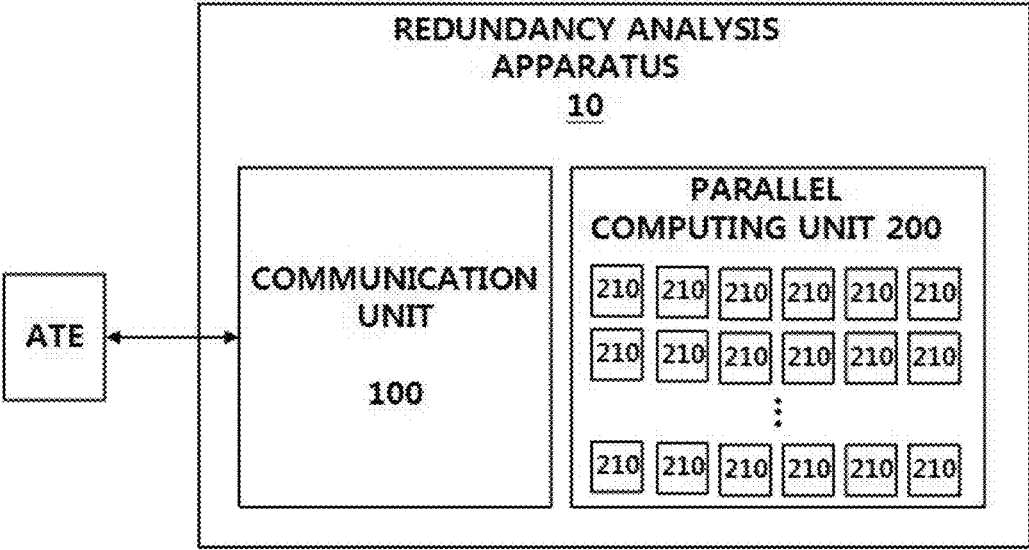 REDUNDANCY ANALYSIS
APPARATUS
10
ATE
COMMUNICATION
UNIT
100
PARALLEL
COMPUTING UNIT 200
210 210 210 210 210 210
210 210 210 210 210 210
210 210 210 210 210 210